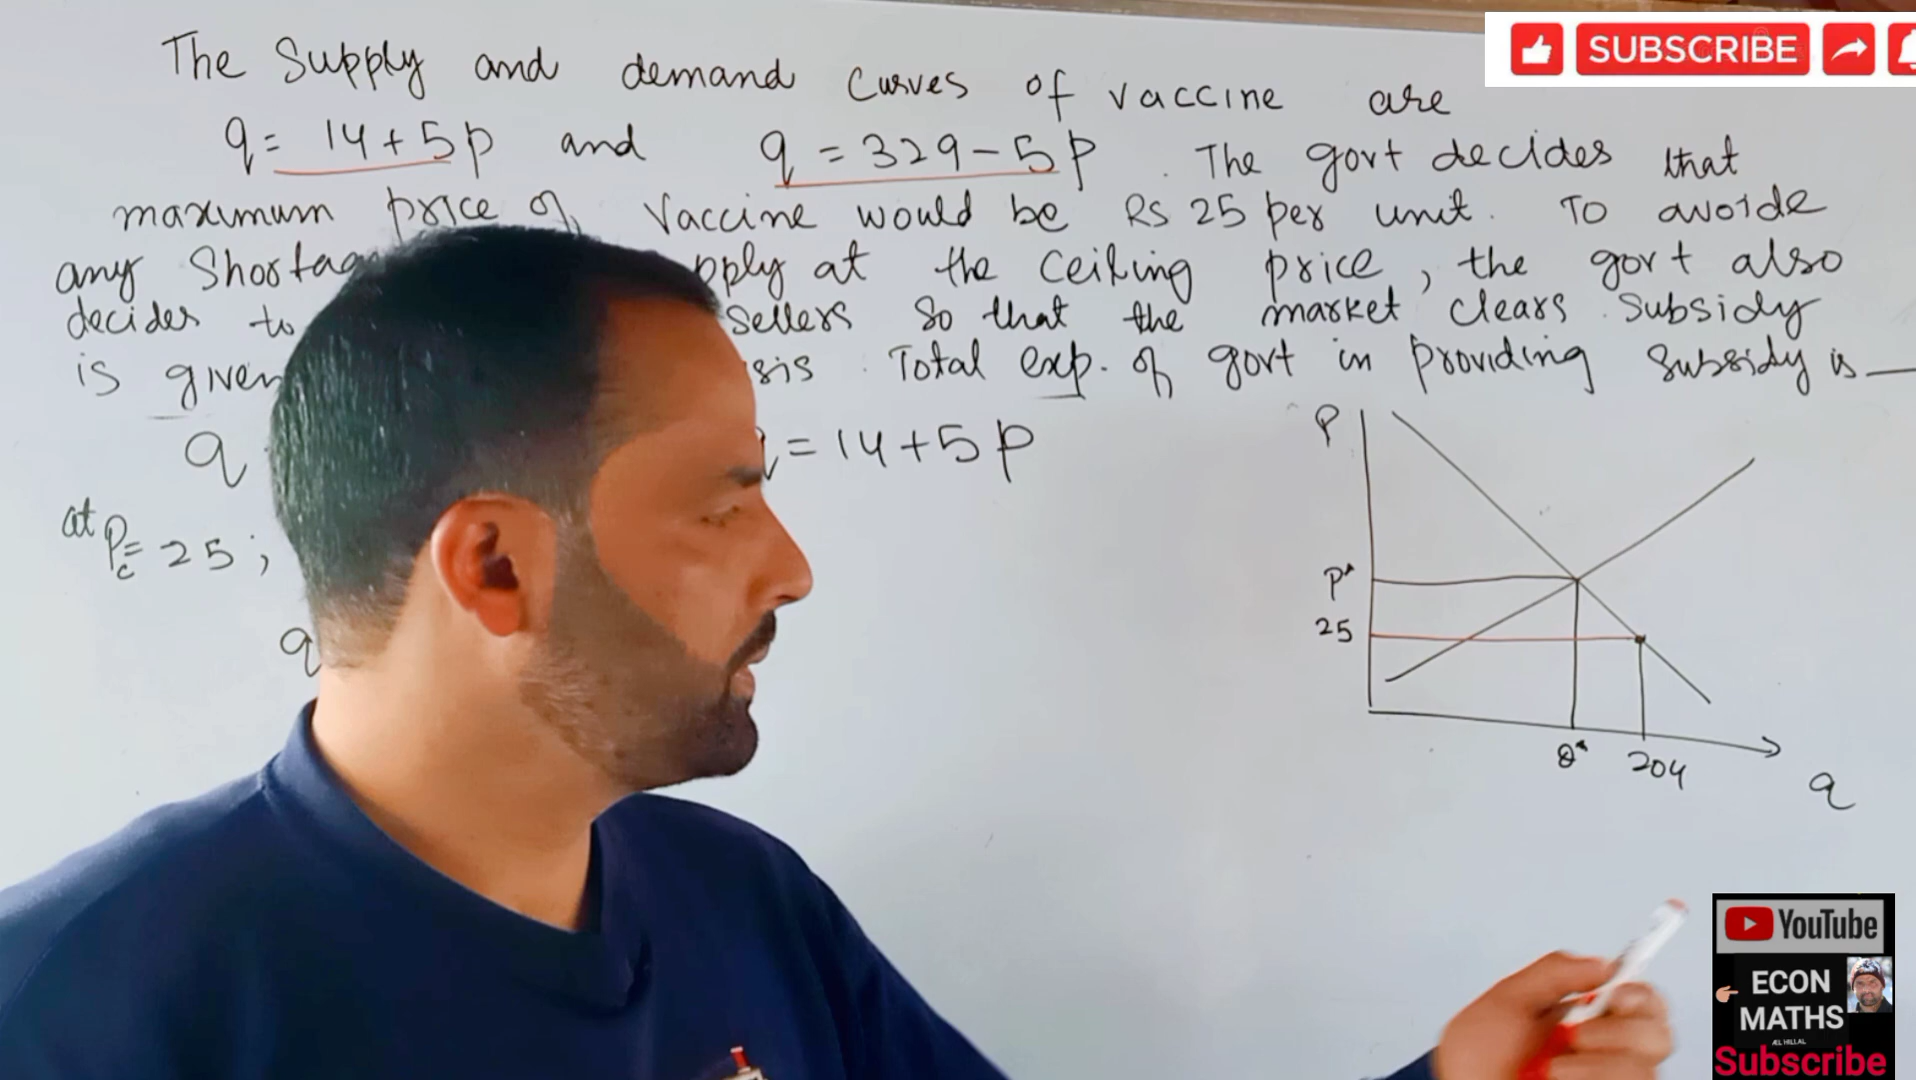 The Supply and demand curves of vaccine are
q = 14+5p and q = 329-5p. The govt decides that
maximum price of vaccine would be Rs 25 per unit. To avoide
any at the ceiling price, the govt also
decides to sellers so that the market clears. Subsidy
is given Total exp. of govt in providing subsidy is
q = 14+5p
at Pc = 25;
q
P
P*
25
Q* 204
q
SUBSCRIBE
YouTube
ECON
MATHS
ÆL HILLAL
Subscribe